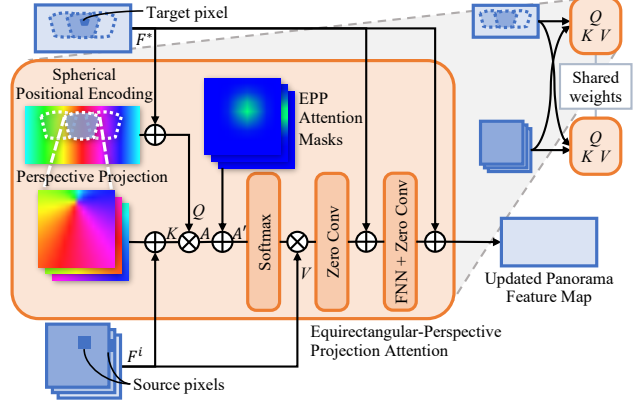 Target pixel
F*
Spherical
Positional Encoding
EPP
Attention
Masks
Perspective Projection
Q
K
A
A′
V
Softmax
Zero Conv
FNN + Zero Conv
F^i
Source pixels
Equirectangular-Perspective
Projection Attention
Q
K V
Shared
weights
Q
K V
Updated Panorama
Feature Map